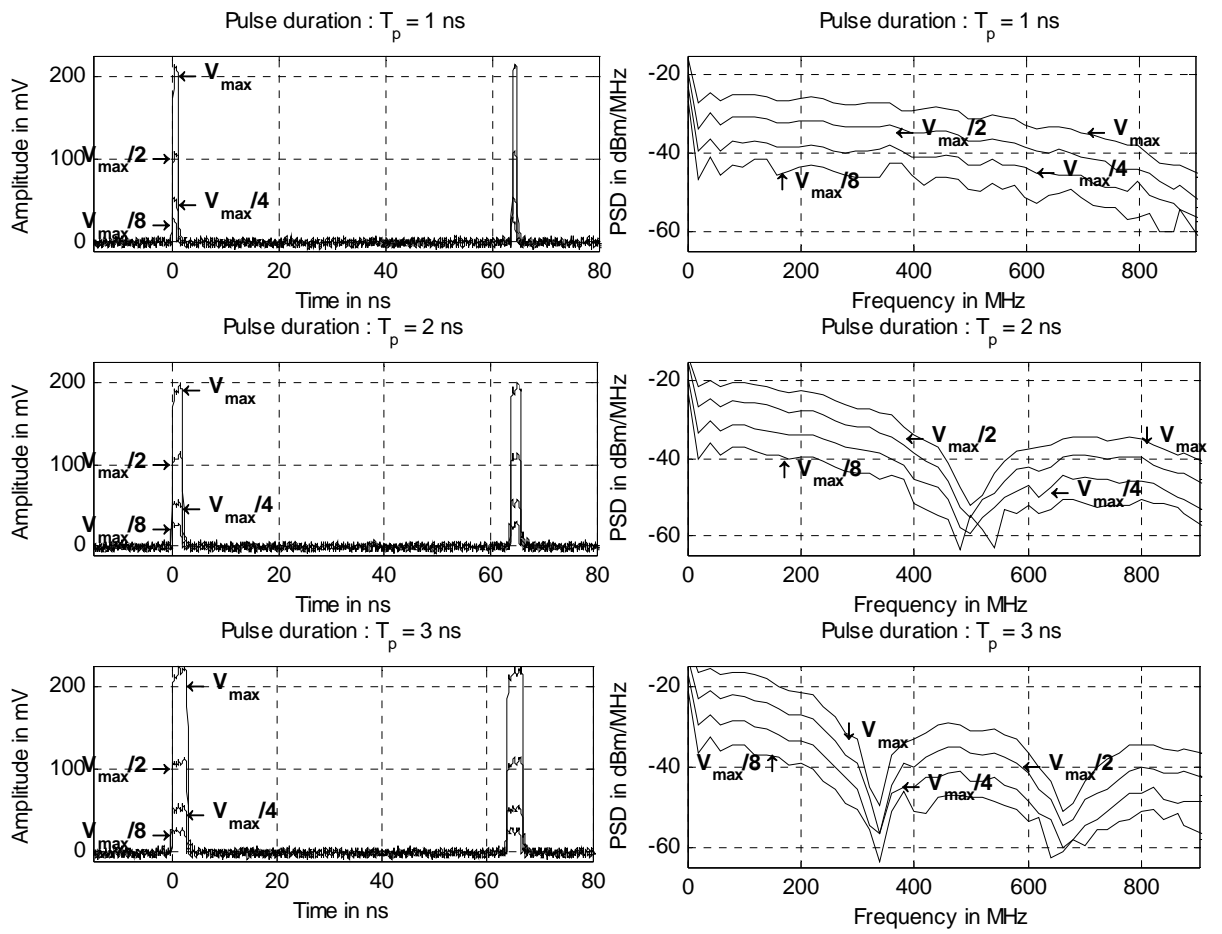 Pulse duration : T_p = 1 ns
Amplitude in mV
200
100
0
V_max
V_max/2
V_max/4
V_max/8
0 20 40 60 80
Time in ns
Pulse duration : T_p = 1 ns
PSD in dBm/MHz
-20
-40
-60
V_max/2
V_max
V_max/4
V_max/8
0 200 400 600 800
Frequency in MHz
Pulse duration : T_p = 2 ns
Amplitude in mV
200
100
0
V_max
V_max/2
V_max/4
V_max/8
0 20 40 60 80
Time in ns
Pulse duration : T_p = 2 ns
PSD in dBm/MHz
-20
-40
-60
V_max/2
V_max
V_max/8
V_max/4
0 200 400 600 800
Frequency in MHz
Pulse duration : T_p = 3 ns
Amplitude in mV
200
100
0
V_max
V_max/2
V_max/4
V_max/8
0 20 40 60 80
Time in ns
Pulse duration : T_p = 3 ns
PSD in dBm/MHz
-20
-40
-60
V_max
V_max/8
V_max/2
V_max/4
0 200 400 600 800
Frequency in MHz